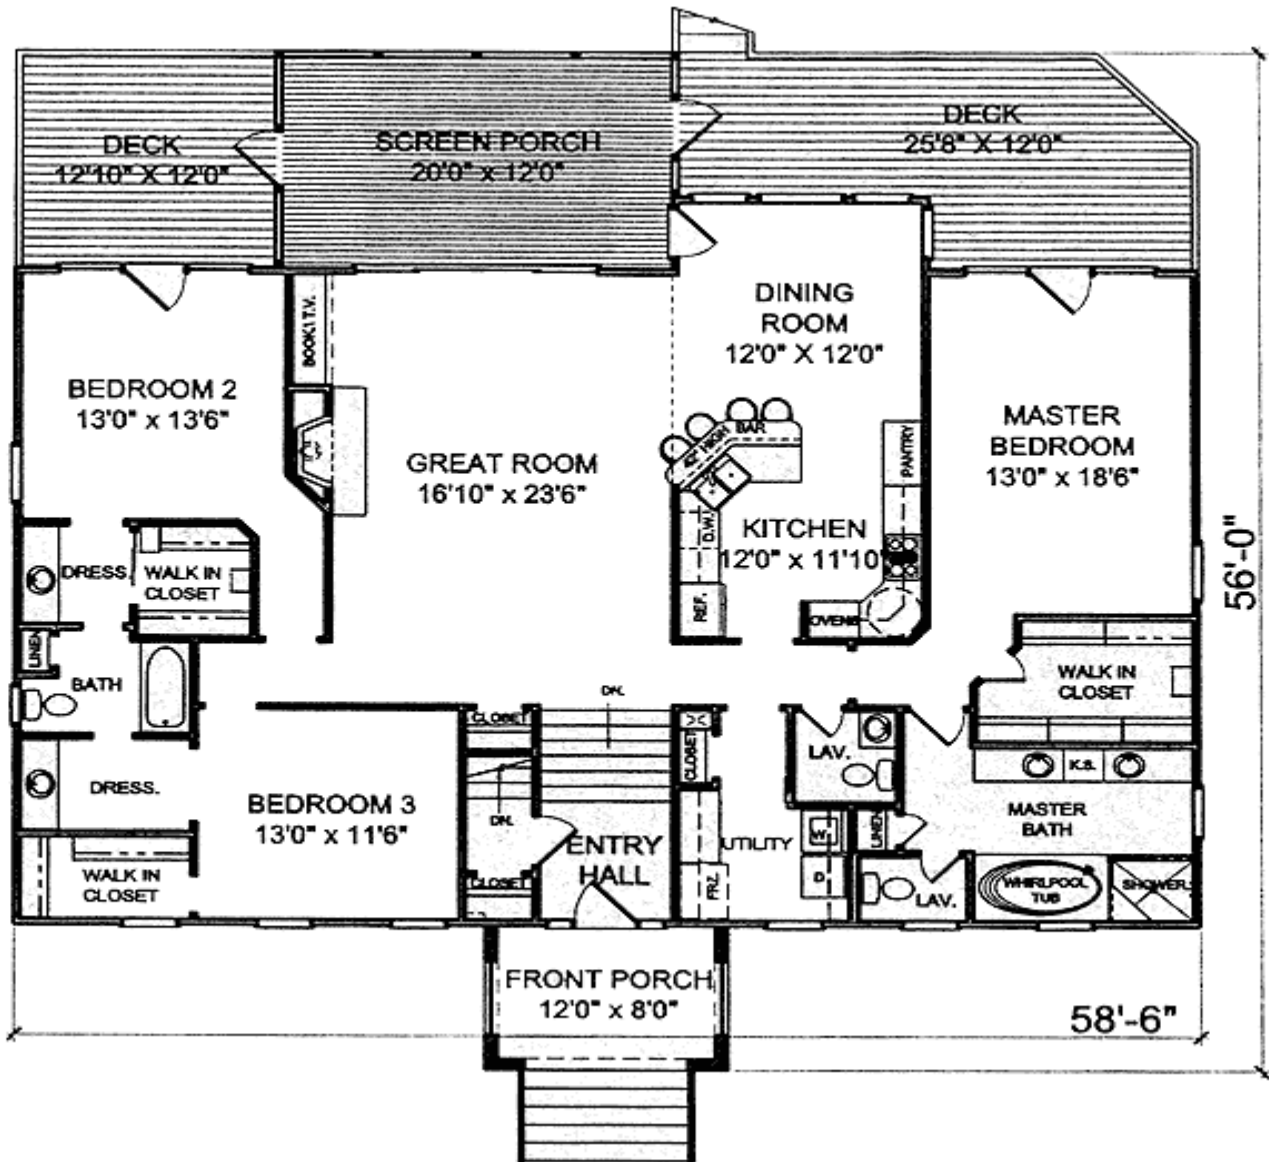 DECK
12'10" X 12'0"
SCREEN PORCH
20'0" x 12'0"
DECK
25'8" X 12'0"
BOOK/T.V.
BEDROOM 2
13'0" x 13'6"
GREAT ROOM
16'10" x 23'6"
DINING
ROOM
12'0" X 12'0"
42" HIGH BAR
PANTRY
MASTER
BEDROOM
13'0" x 18'6"
D.W.
KITCHEN
12'0" x 11'10"
REF.
OVENS
56'-0"
DRESS.
WALK IN
CLOSET
LINEN
BATH
DN.
WALK IN
CLOSET
CLOSET
CLOSET
LAV.
K.S.
DRESS.
BEDROOM 3
13'0" x 11'6"
DN.
ENTRY
HALL
UTILITY
W
D
LINEN
MASTER
BATH
WALK IN
CLOSET
CLOSET
FRZ.
LAV.
WHIRLPOOL
TUB
SHOWER
FRONT PORCH
12'0" x 8'0"
58'-6"